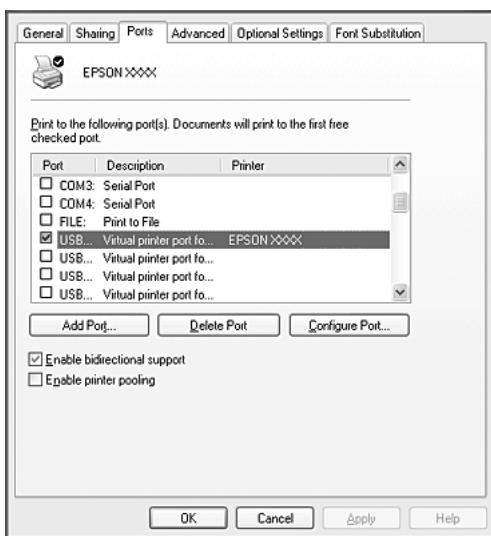 General Sharing Ports Advanced Optional Settings Font Substitution
EPSON XXXX
Print to the following port(s). Documents will print to the first free
checked port.
Port Description Printer
COM3: Serial Port
COM4: Serial Port
FILE: Print to File
USB... Virtual printer port fo... EPSON XXXX
USB... Virtual printer port fo...
USB... Virtual printer port fo...
USB... Virtual printer port fo...
Add Port... Delete Port Configure Port...
Enable bidirectional support
Enable printer pooling
OK Cancel Apply Help